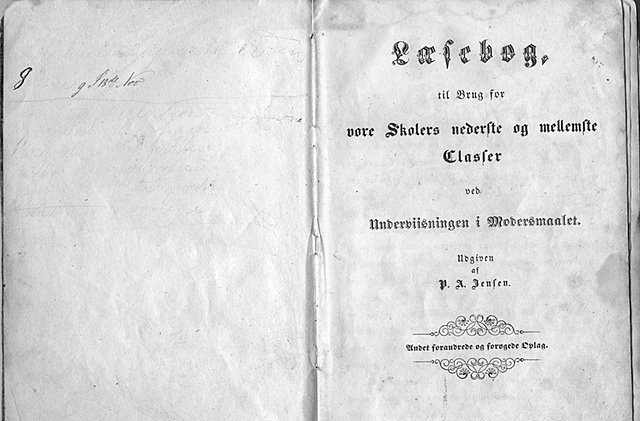 Læsebog,
til Brug for
vore Skolers nederste og mellemste
Classer
ved
Underviisningen i Modersmaalet.
Udgiven
af
P. A. Jensen.
Andet forandrede og forøgede Oplag.